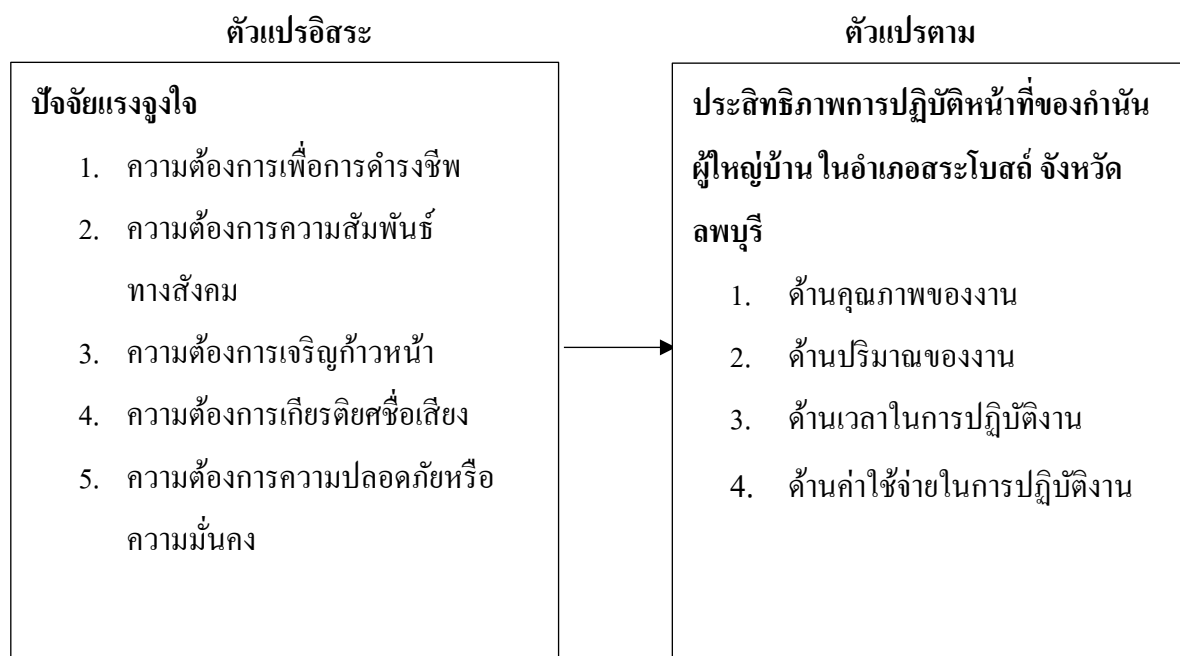 ตัวแปรอิสระ
ปัจจัยแรงจูงใจ
1. ความต้องการเพื่อการดำรงชีพ
2. ความต้องการความสัมพันธ์
ทางสังคม
3. ความต้องการเจริญก้าวหน้า
4. ความต้องการเกียรติยศชื่อเสียง
5. ความต้องการความปลอดภัยหรือ
ความมั่นคง
ตัวแปรตาม
ประสิทธิภาพการปฏิบัติหน้าที่ของกำนัน
ผู้ใหญ่บ้าน ในอำเภอสระโบสถ์ จังหวัด
ลพบุรี
1. ด้านคุณภาพของงาน
2. ด้านปริมาณของงาน
3. ด้านเวลาในการปฏิบัติงาน
4. ด้านค่าใช้จ่ายในการปฏิบัติงาน